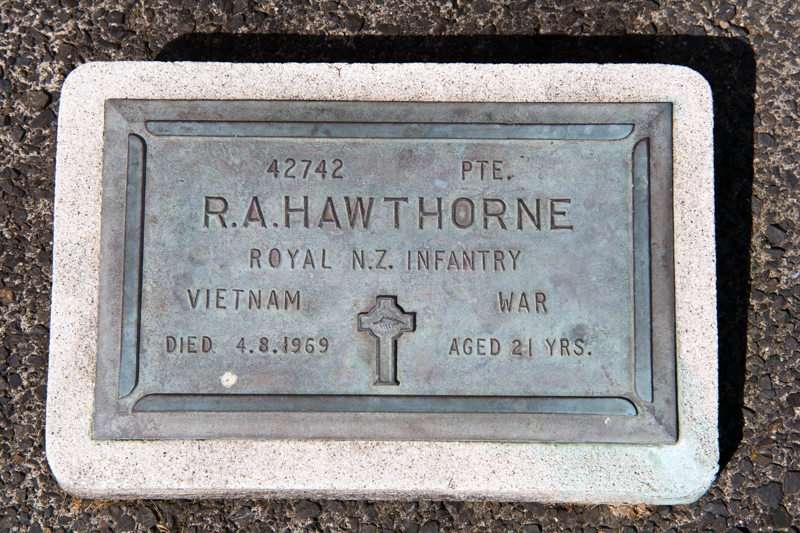 42742 PTE.
R.A.HAWTHORNE
ROYAL N.Z. INFANTRY
VIETNAM WAR
DIED 4.8.1969 AGED 21 YRS.